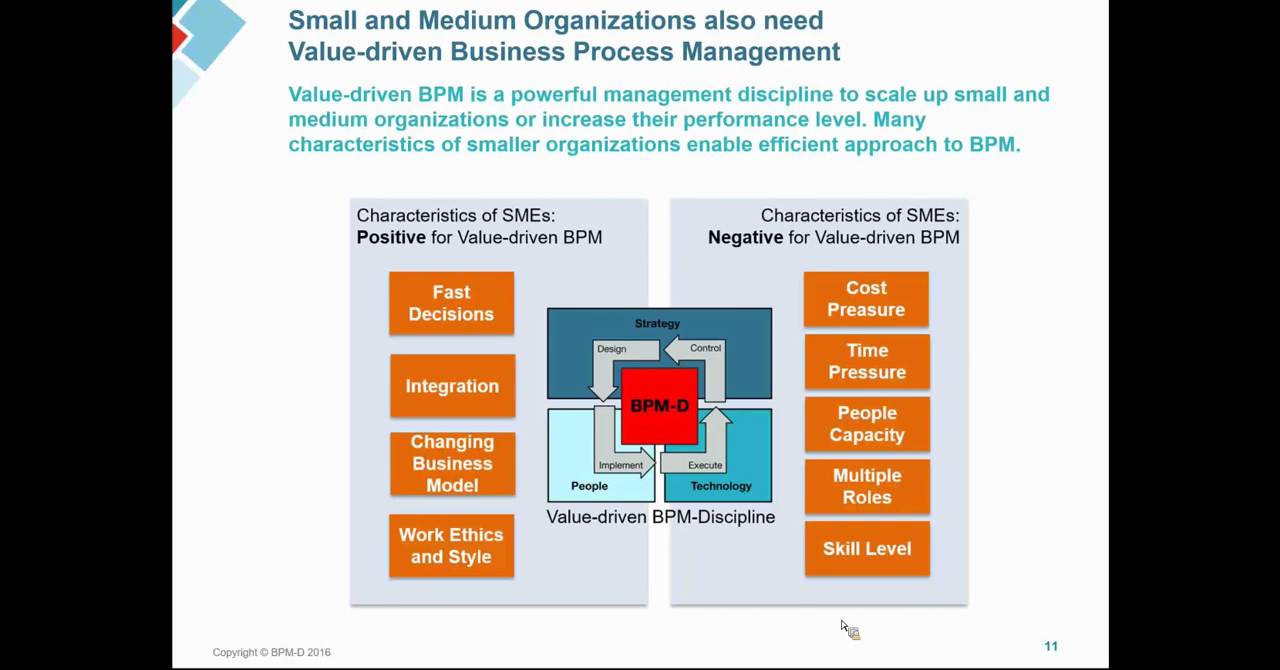 Small and Medium Organizations also need
Value-driven Business Process Management
Value-driven BPM is a powerful management discipline to scale up small and
medium organizations or increase their performance level. Many
characteristics of smaller organizations enable efficient approach to BPM.
Characteristics of SMEs:
Positive for Value-driven BPM
Fast
Decisions
Integration
Changing
Business
Model
Work Ethics
and Style
Strategy
Design
Control
BPM-D
Implement
Execute
People
Technology
Value-driven BPM-Discipline
Characteristics of SMEs:
Negative for Value-driven BPM
Cost
Preasure
Time
Pressure
People
Capacity
Multiple
Roles
Skill Level
Copyright © BPM-D 2016
11